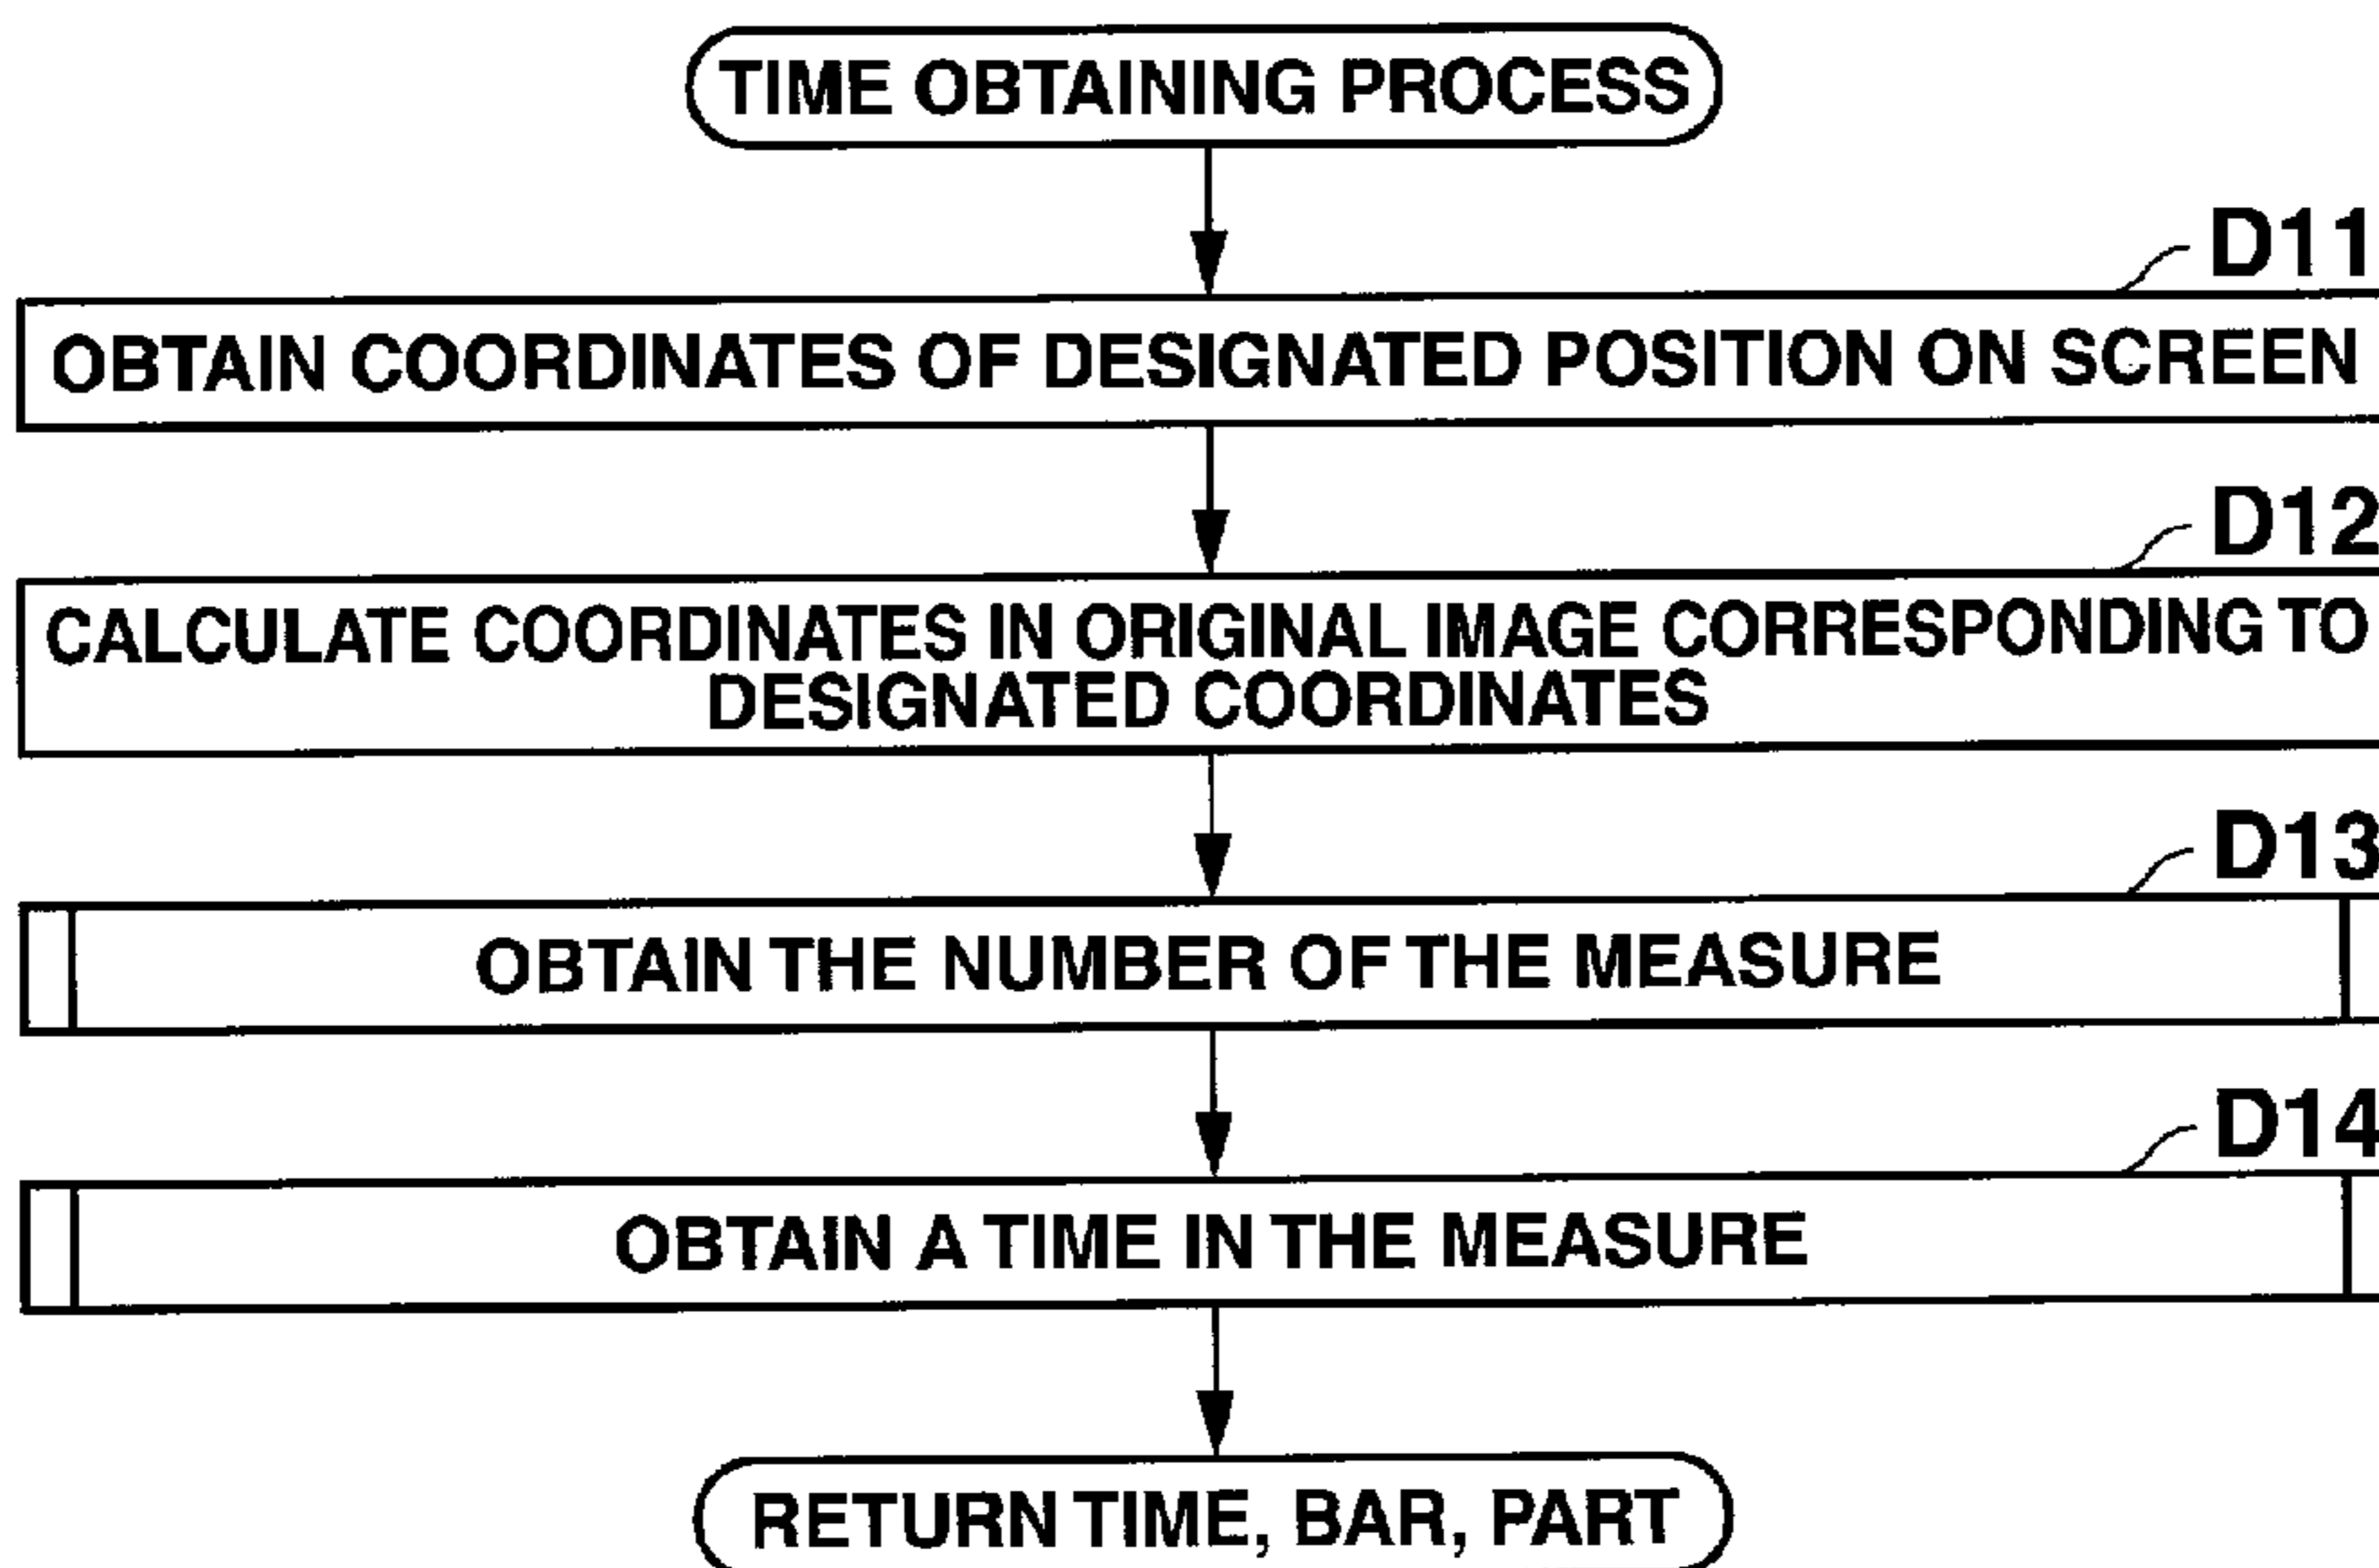 TIME OBTAINING PROCESS
D11
OBTAIN COORDINATES OF DESIGNATED POSITION ON SCREEN
D12
CALCULATE COORDINATES IN ORIGINAL IMAGE CORRESPONDING TO
DESIGNATED COORDINATES
D13
OBTAIN THE NUMBER OF THE MEASURE
D14
OBTAIN A TIME IN THE MEASURE
RETURN TIME, BAR, PART